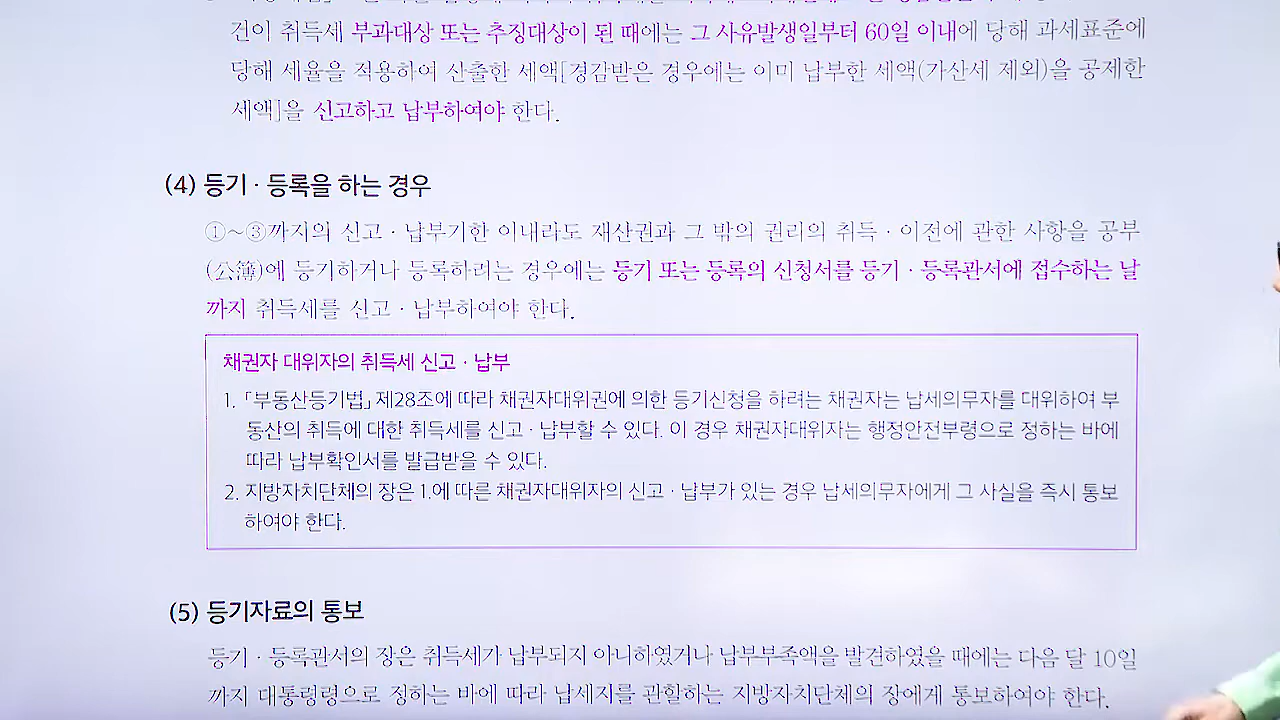 건이 취득세 부과대상 또는 추징대상이 된 때에는 그 사유발생일부터 60일 이내에 당해 과세표준에
당해 세율을 적용하여 산출한 세액[경감받은 경우에는 이미 납부한 세액(가산세 제외)을 공제한
세액]을 신고하고 납부하여야 한다.
(4) 등기·등록을 하는 경우
①~③까지의 신고·납부기한 이내라도 재산권과 그 밖의 권리의 취득·이전에 관한 사항을 공부
(公簿)에 등기하거나 등록하려는 경우에는 등기 또는 등록의 신청서를 등기·등록관서에 접수하는 날
까지 취득세를 신고·납부하여야 한다.
채권자 대위자의 취득세 신고·납부
1. 「부동산등기법」 제28조에 따라 채권자대위권에 의한 등기신청을 하려는 채권자는 납세의무자를 대위하여 부
동산의 취득에 대한 취득세를 신고·납부할 수 있다. 이 경우 채권자대위자는 행정안전부령으로 정하는 바에
따라 납부확인서를 발급받을 수 있다.
2. 지방자치단체의 장은 1.에 따른 채권자대위자의 신고·납부가 있는 경우 납세의무자에게 그 사실을 즉시 통보
하여야 한다.
(5) 등기자료의 통보
등기·등록관서의 장은 취득세가 납부되지 아니하였거나 납부부족액을 발견하였을 때에는 다음 달 10일
까지 대통령령으로 정하는 바에 따라 납세지를 관할하는 지방자치단체의 장에게 통보하여야 한다.